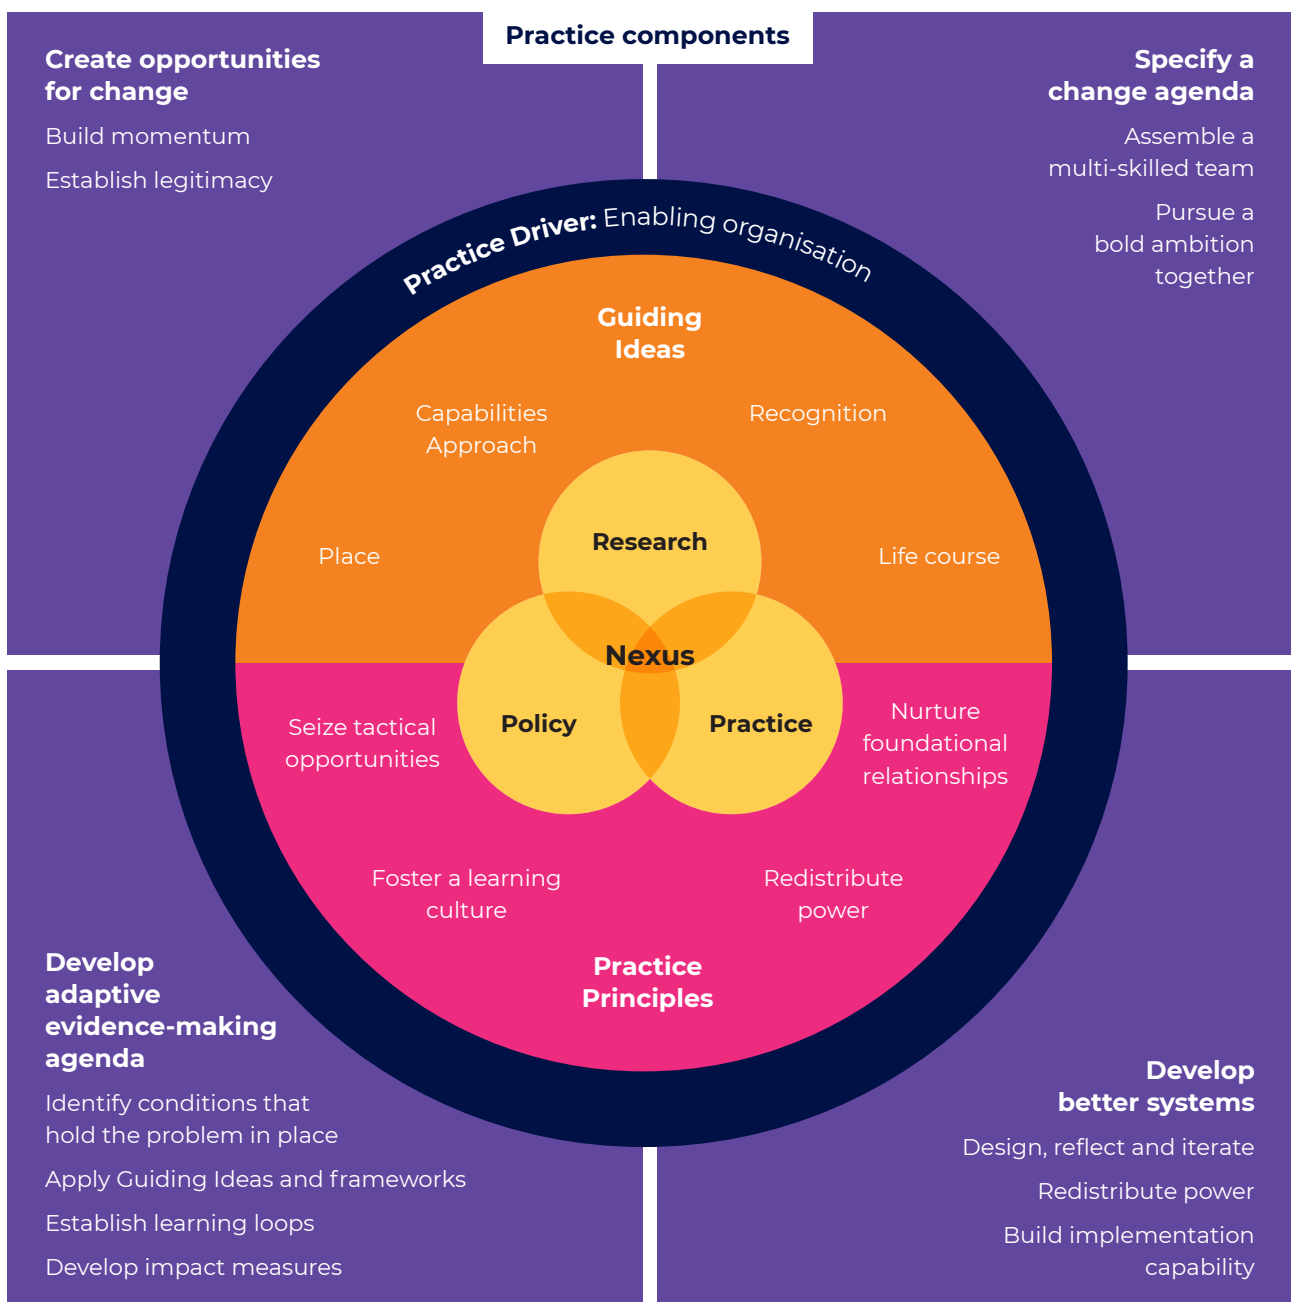 Practice components
Create opportunities
for change
Build momentum
Establish legitimacy
Specify a
change agenda
Assemble a
multi-skilled team
Pursue a
bold ambition
together
Practice Driver: Enabling organisation
Guiding
Ideas
Capabilities
Approach
Recognition
Place
Life course
Research
Nexus
Policy
Practice
Seize tactical
opportunities
Nurture
foundational
relationships
Foster a learning
culture
Redistribute
power
Practice
Principles
Develop
adaptive
evidence-making
agenda
Identify conditions that
hold the problem in place
Apply Guiding Ideas and frameworks
Establish learning loops
Develop impact measures
Develop
better systems
Design, reflect and iterate
Redistribute power
Build implementation
capability